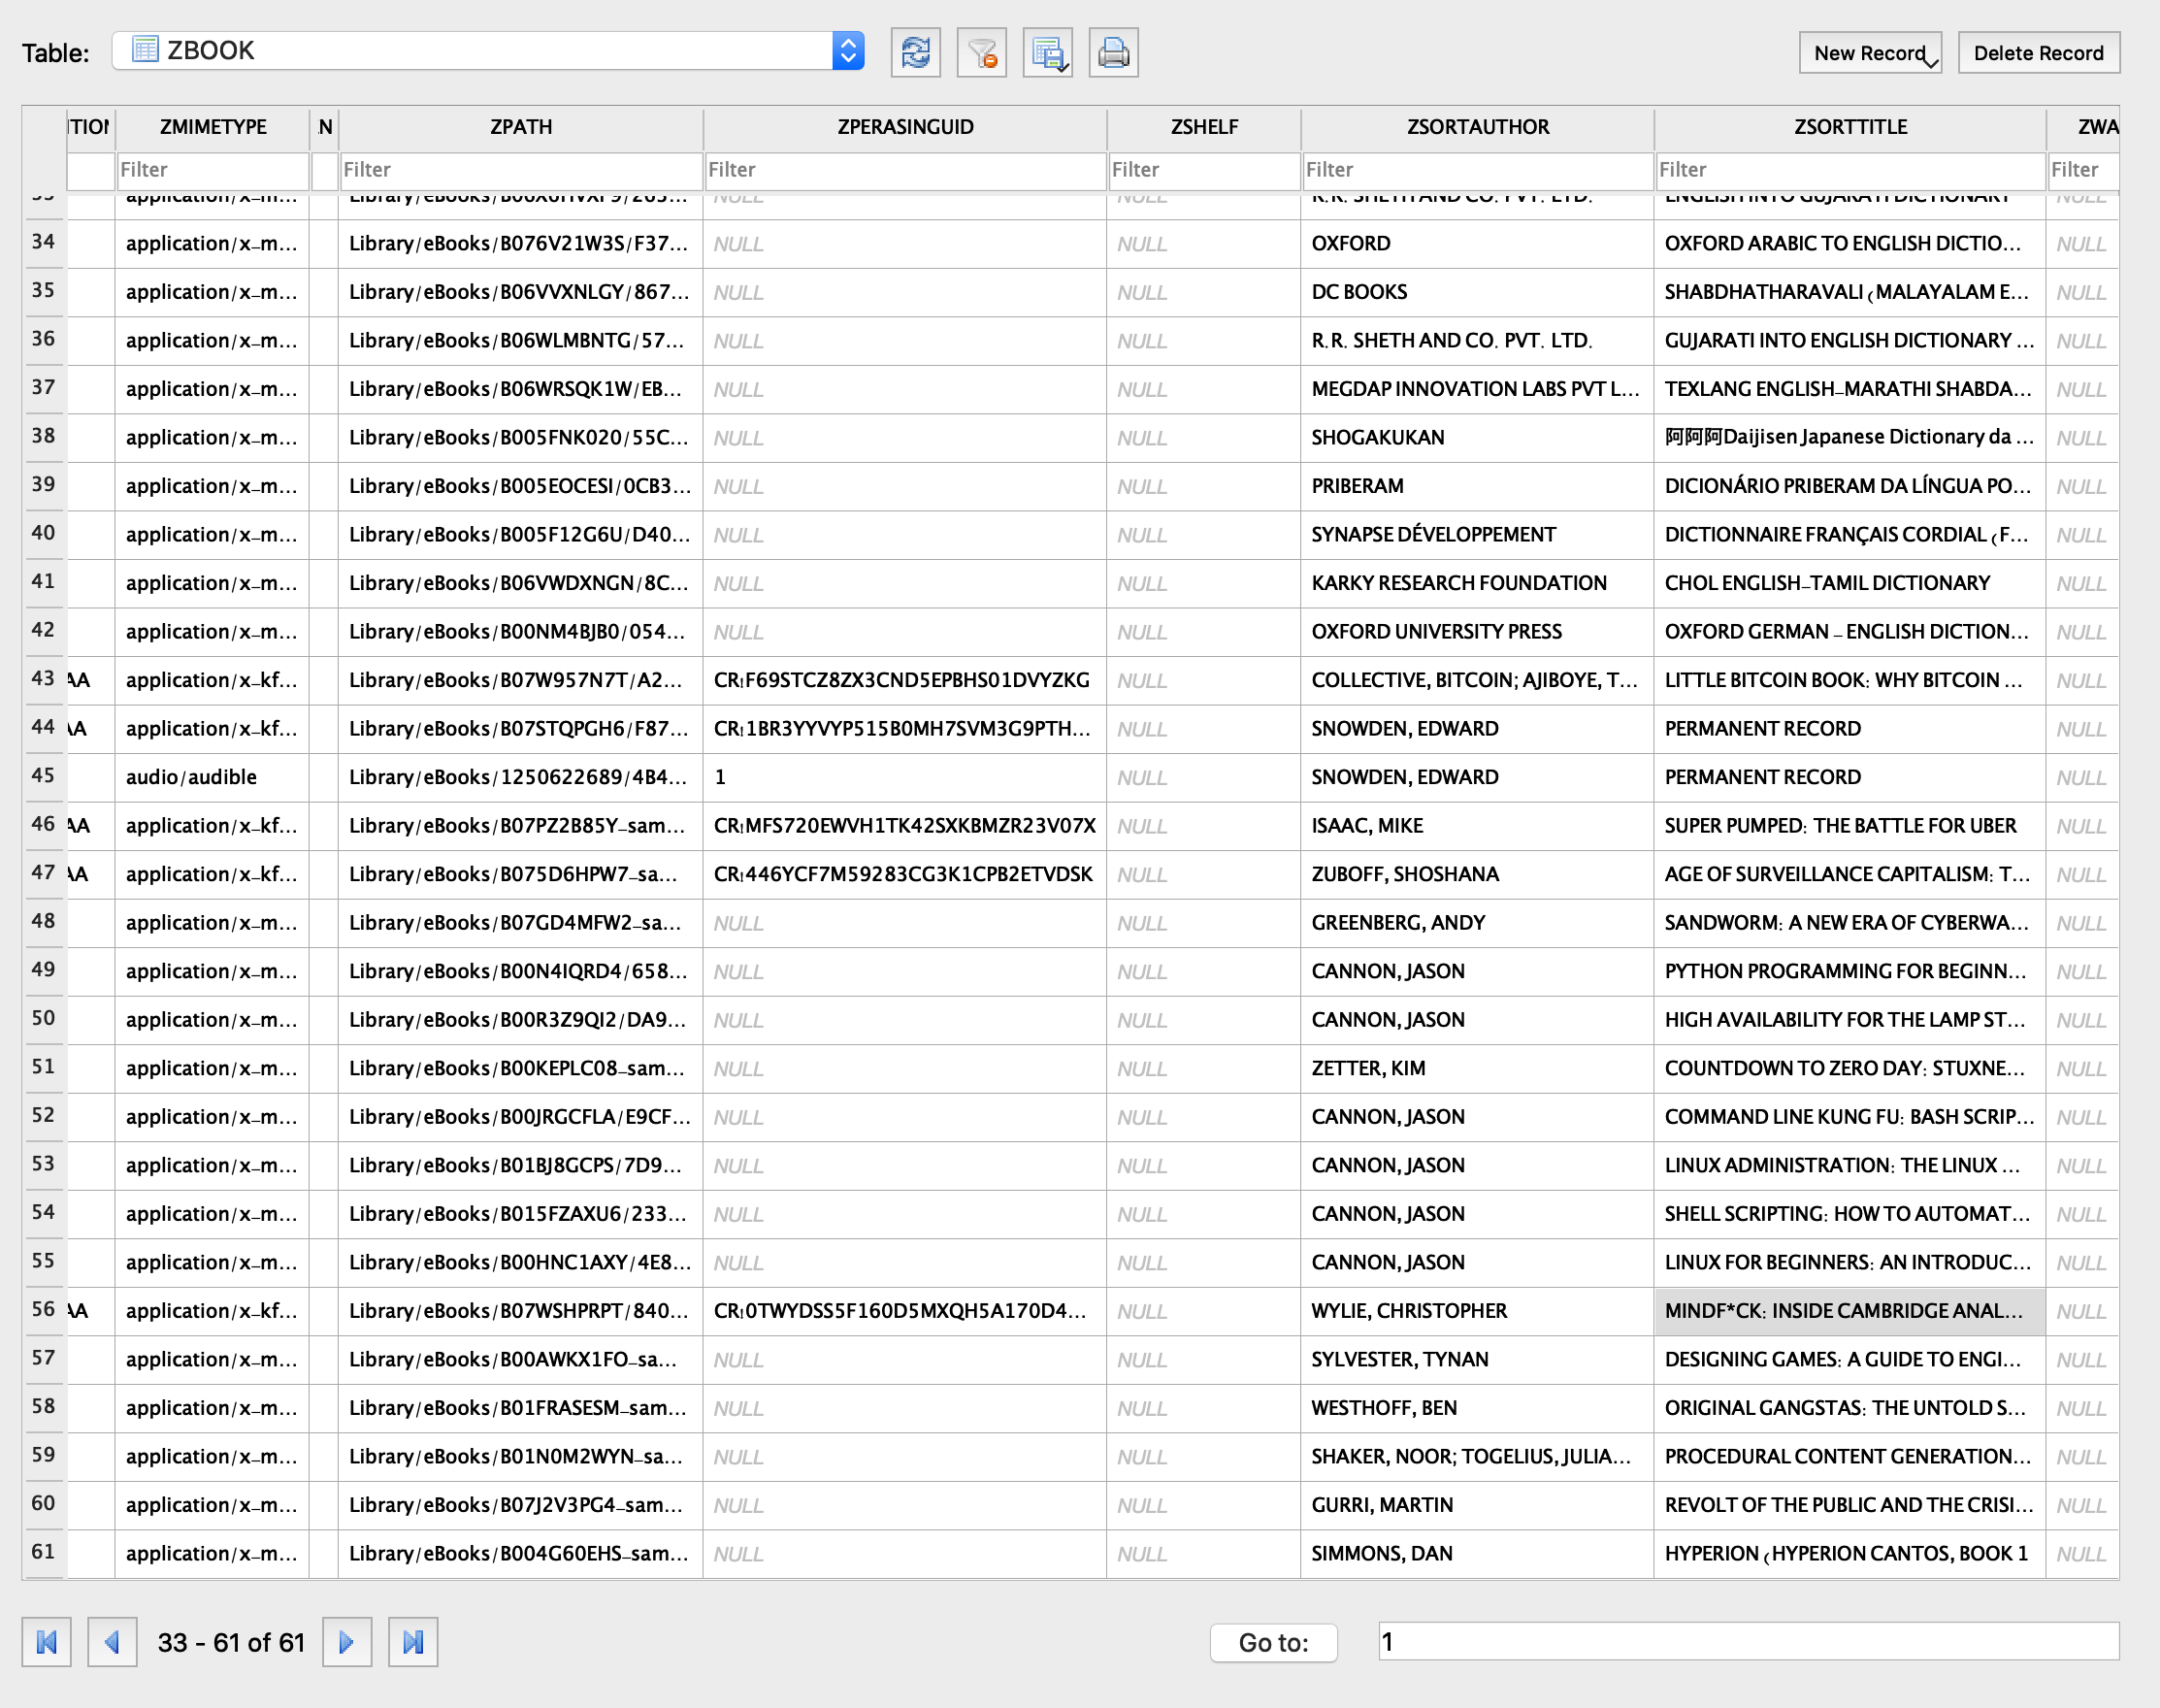 Table: ZBOOK New Record Delete Record
ITION ZMIMETYPE :N ZPATH ZPERASINGUID ZSHELF ZSORTAUTHOR ZSORTTITLE ZWA
Filter Filter Filter Filter Filter Filter Filter
33 application/x-m... Library/eBooks/B06X6HVXP9/265... NULL NULL R.R. SHETH AND CO. PVT. LTD. ENGLISH INTO GUJARATI DICTIONARY NULL
34 application/x-m... Library/eBooks/B076V21W3S/F37... NULL NULL OXFORD OXFORD ARABIC TO ENGLISH DICTIO... NULL
35 application/x-m... Library/eBooks/B06VVXNLGY/867... NULL NULL DC BOOKS SHABDHATHARAVALI (MALAYALAM E... NULL
36 application/x-m... Library/eBooks/B06WLMBNTG/57... NULL NULL R.R. SHETH AND CO. PVT. LTD. GUJARATI INTO ENGLISH DICTIONARY ... NULL
37 application/x-m... Library/eBooks/B06WRSQK1W/EB... NULL NULL MEGDAP INNOVATION LABS PVT L... TEXLANG ENGLISH-MARATHI SHABDA... NULL
38 application/x-m... Library/eBooks/B005FNK020/55C... NULL NULL SHOGAKUKAN 阿阿阿Daijisen Japanese Dictionary da ... NULL
39 application/x-m... Library/eBooks/B005EOCESI/0CB3... NULL NULL PRIBERAM DICIONÁRIO PRIBERAM DA LÍNGUA PO... NULL
40 application/x-m... Library/eBooks/B005F12G6U/D40... NULL NULL SYNAPSE DÉVELOPPEMENT DICTIONNAIRE FRANÇAIS CORDIAL (F... NULL
41 application/x-m... Library/eBooks/B06VWDXNGN/8C... NULL NULL KARKY RESEARCH FOUNDATION CHOL ENGLISH-TAMIL DICTIONARY NULL
42 application/x-m... Library/eBooks/B00NM4BJB0/054... NULL NULL OXFORD UNIVERSITY PRESS OXFORD GERMAN - ENGLISH DICTION... NULL
43 AA application/x-kf... Library/eBooks/B07W957N7T/A2... CR!F69STCZ8ZX3CND5EPBHS01DVYZKG NULL COLLECTIVE, BITCOIN; AJIBOYE, T... LITTLE BITCOIN BOOK: WHY BITCOIN ... NULL
44 AA application/x-kf... Library/eBooks/B07STQPGH6/F87... CR!1BR3YYVYP515B0MH7SVM3G9PTH... NULL SNOWDEN, EDWARD PERMANENT RECORD NULL
45 audio/audible Library/eBooks/1250622689/4B4... 1 NULL SNOWDEN, EDWARD PERMANENT RECORD NULL
46 AA application/x-kf... Library/eBooks/B07PZ2B85Y-sam... CR!MFS720EWVH1TK42SXKBMZR23V07X NULL ISAAC, MIKE SUPER PUMPED: THE BATTLE FOR UBER NULL
47 AA application/x-kf... Library/eBooks/B075D6HPW7-sa... CR!446YCF7M59283CG3K1CPB2ETVDSK NULL ZUBOFF, SHOSHANA AGE OF SURVEILLANCE CAPITALISM: T... NULL
48 application/x-m... Library/eBooks/B07GD4MFW2-sa... NULL NULL GREENBERG, ANDY SANDWORM: A NEW ERA OF CYBERWA... NULL
49 application/x-m... Library/eBooks/B00N4IQRD4/658... NULL NULL CANNON, JASON PYTHON PROGRAMMING FOR BEGINN... NULL
50 application/x-m... Library/eBooks/B00R3Z9QI2/DA9... NULL NULL CANNON, JASON HIGH AVAILABILITY FOR THE LAMP ST... NULL
51 application/x-m... Library/eBooks/B00KEPLC08-sam... NULL NULL ZETTER, KIM COUNTDOWN TO ZERO DAY: STUXNE... NULL
52 application/x-m... Library/eBooks/B00JRGCFLA/E9CF... NULL NULL CANNON, JASON COMMAND LINE KUNG FU: BASH SCRIP... NULL
53 application/x-m... Library/eBooks/B01BJ8GCPS/7D9... NULL NULL CANNON, JASON LINUX ADMINISTRATION: THE LINUX ... NULL
54 application/x-m... Library/eBooks/B015FZAXU6/233... NULL NULL CANNON, JASON SHELL SCRIPTING: HOW TO AUTOMAT... NULL
55 application/x-m... Library/eBooks/B00HNC1AXY/4E8... NULL NULL CANNON, JASON LINUX FOR BEGINNERS: AN INTRODUC... NULL
56 AA application/x-kf... Library/eBooks/B07WSHPRPT/840... CR!0TWYDSS5F160D5MXQH5A170D4... NULL WYLIE, CHRISTOPHER MINDF*CK: INSIDE CAMBRIDGE ANAL... NULL
57 application/x-m... Library/eBooks/B00AWKX1FO-sa... NULL NULL SYLVESTER, TYNAN DESIGNING GAMES: A GUIDE TO ENGI... NULL
58 application/x-m... Library/eBooks/B01FRASESM-sam... NULL NULL WESTHOFF, BEN ORIGINAL GANGSTAS: THE UNTOLD S... NULL
59 application/x-m... Library/eBooks/B01N0M2WYN-sa... NULL NULL SHAKER, NOOR; TOGELIUS, JULIA... PROCEDURAL CONTENT GENERATION... NULL
60 application/x-m... Library/eBooks/B07J2V3PG4-sam... NULL NULL GURRI, MARTIN REVOLT OF THE PUBLIC AND THE CRISI... NULL
61 application/x-m... Library/eBooks/B004G60EHS-sam... NULL NULL SIMMONS, DAN HYPERION (HYPERION CANTOS, BOOK 1 NULL
33 - 61 of 61 Go to: 1